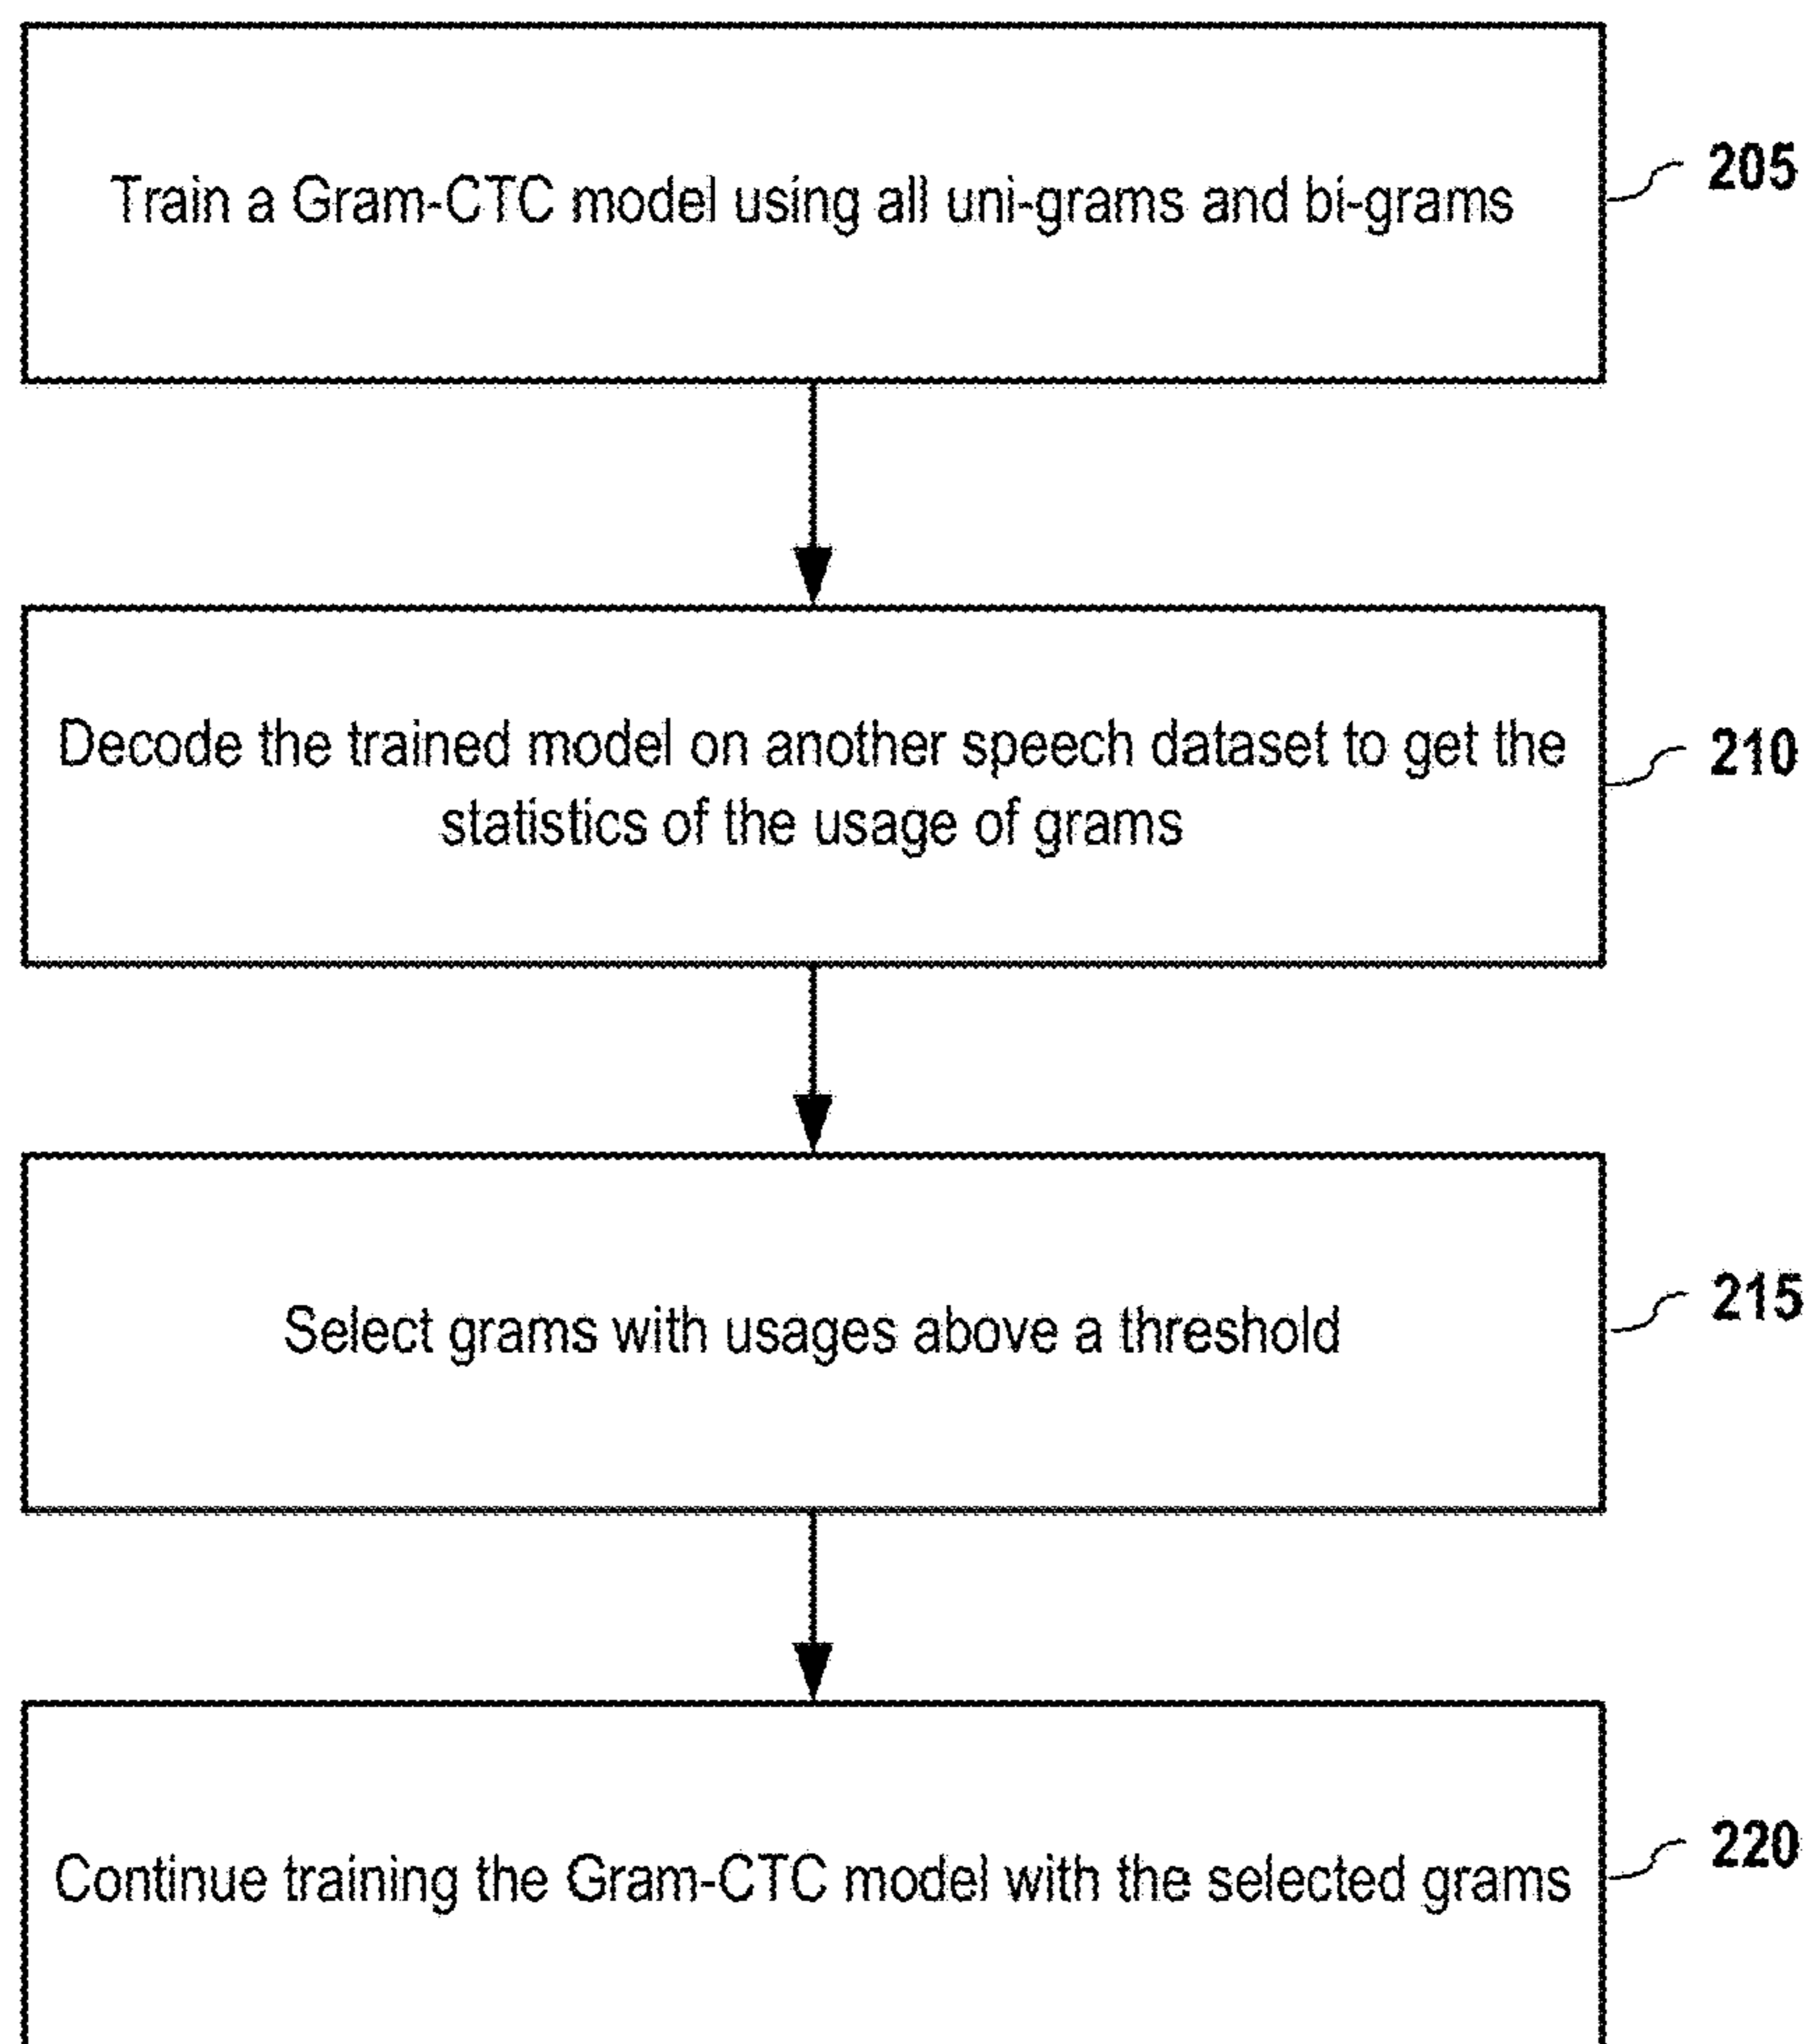 Train a Gram-CTC model using all uni-grams and bi-grams
205
Decode the trained model on another speech dataset to get the
statistics of the usage of grams
210
Select grams with usages above a threshold
215
Continue training the Gram-CTC model with the selected grams
220